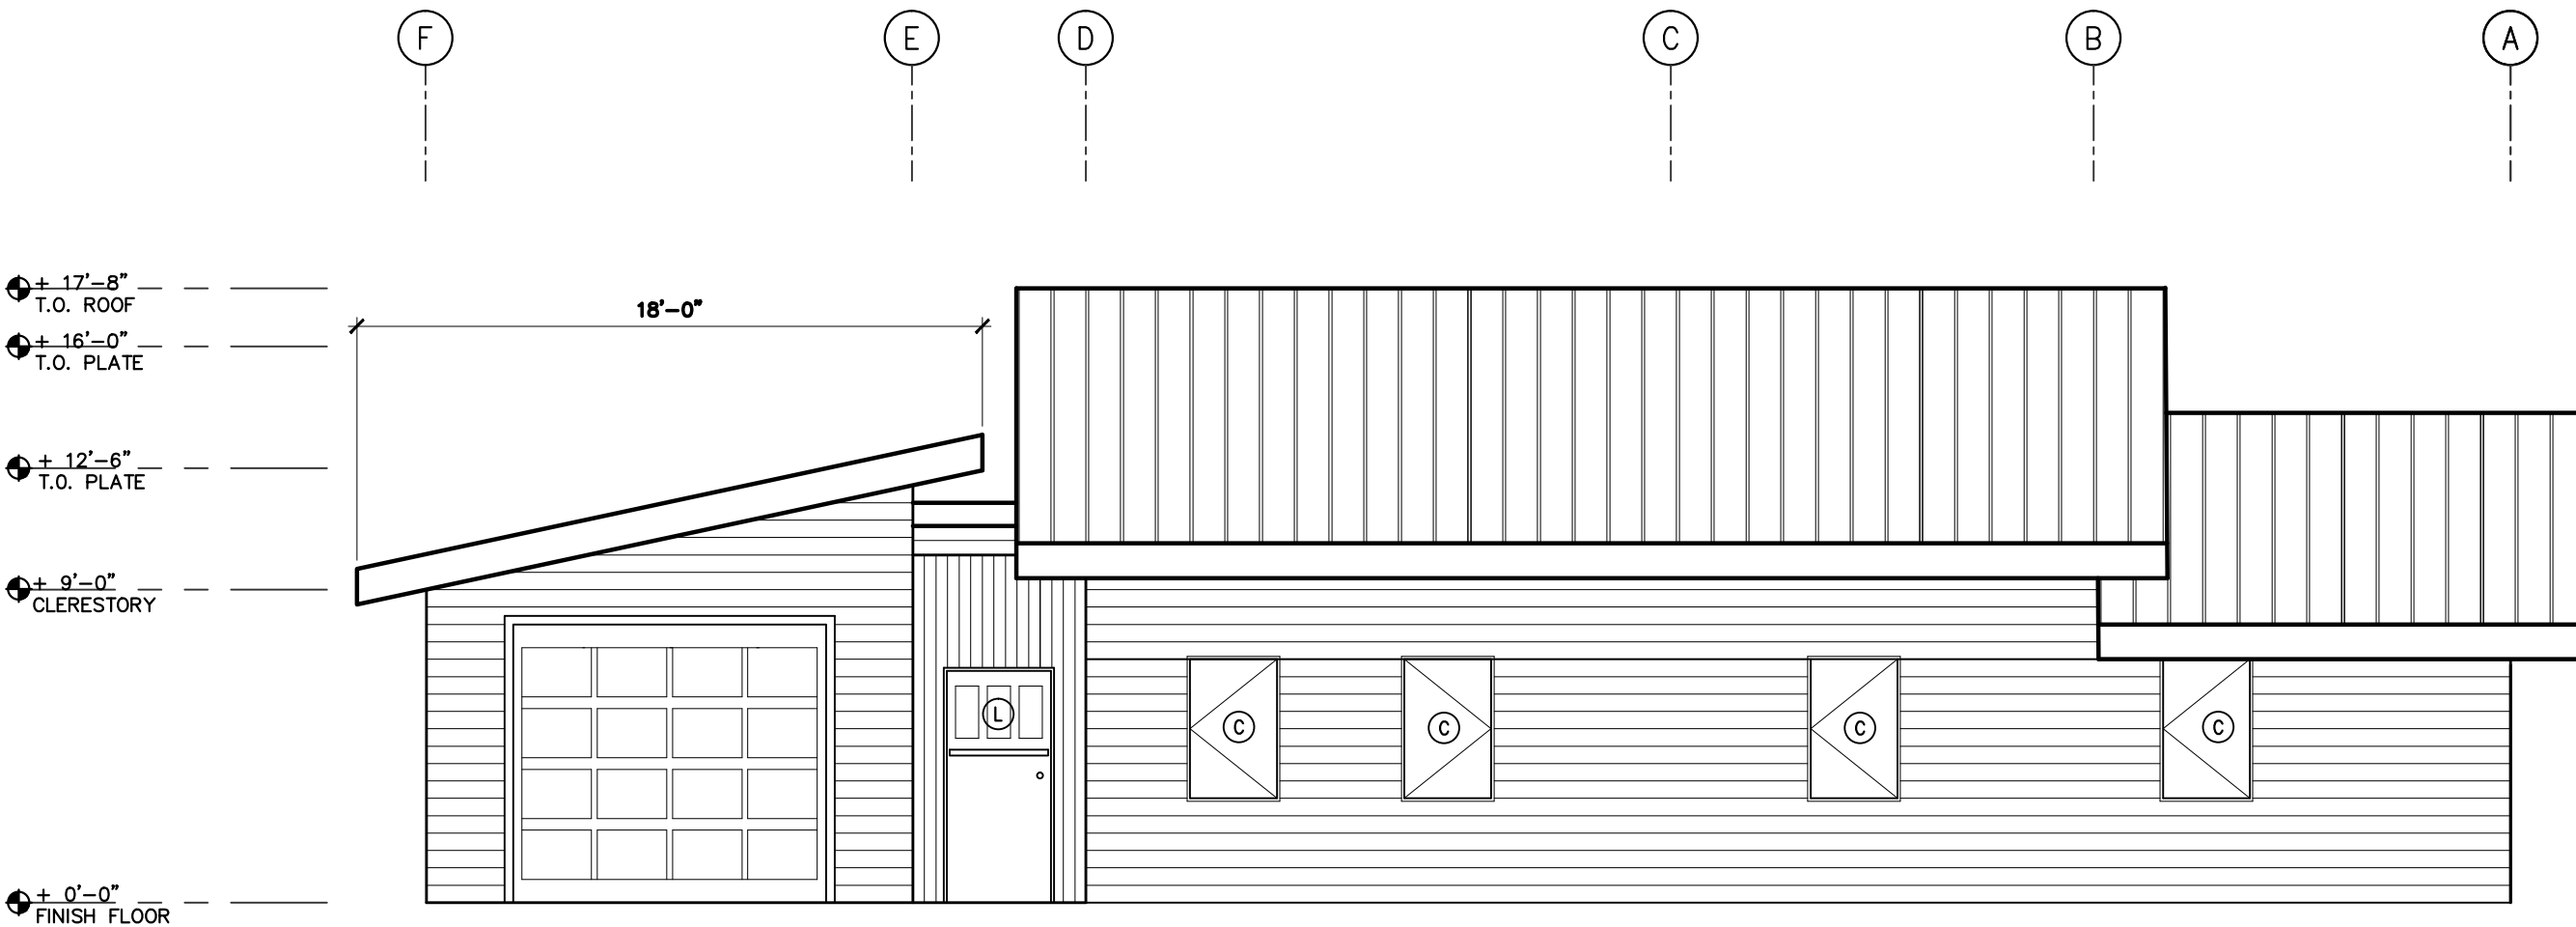 F E D C B A
+ 17'-8"
T.O. ROOF
18'-0"
+ 16'-0"
T.O. PLATE
+ 12'-6"
T.O. PLATE
+ 9'-0"
CLERESTORY
L
C C C C
+ 0'-0"
FINISH FLOOR